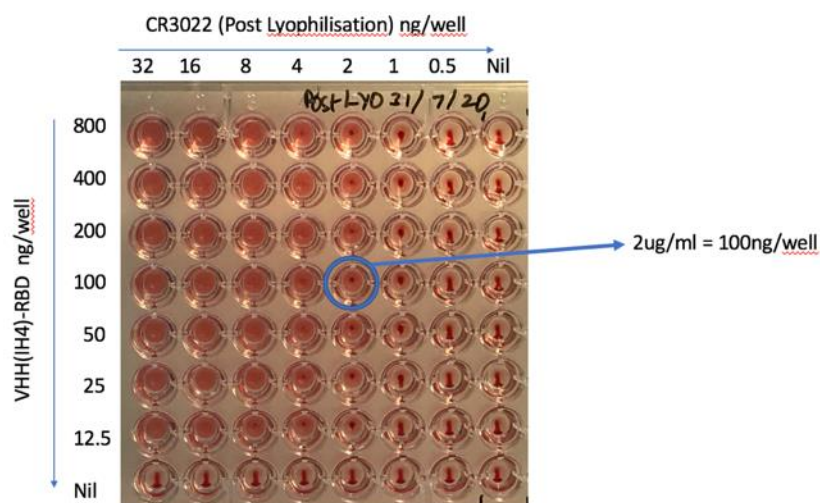 CR3022 (Post Lyophilisation) ng/well
32 16 8 4 2 1 0.5 Nil
Post LYO 31/7/20
VHH(IH4)-RBD ng/well
800
400
200
100
50
25
12.5
Nil
2ug/ml = 100ng/well